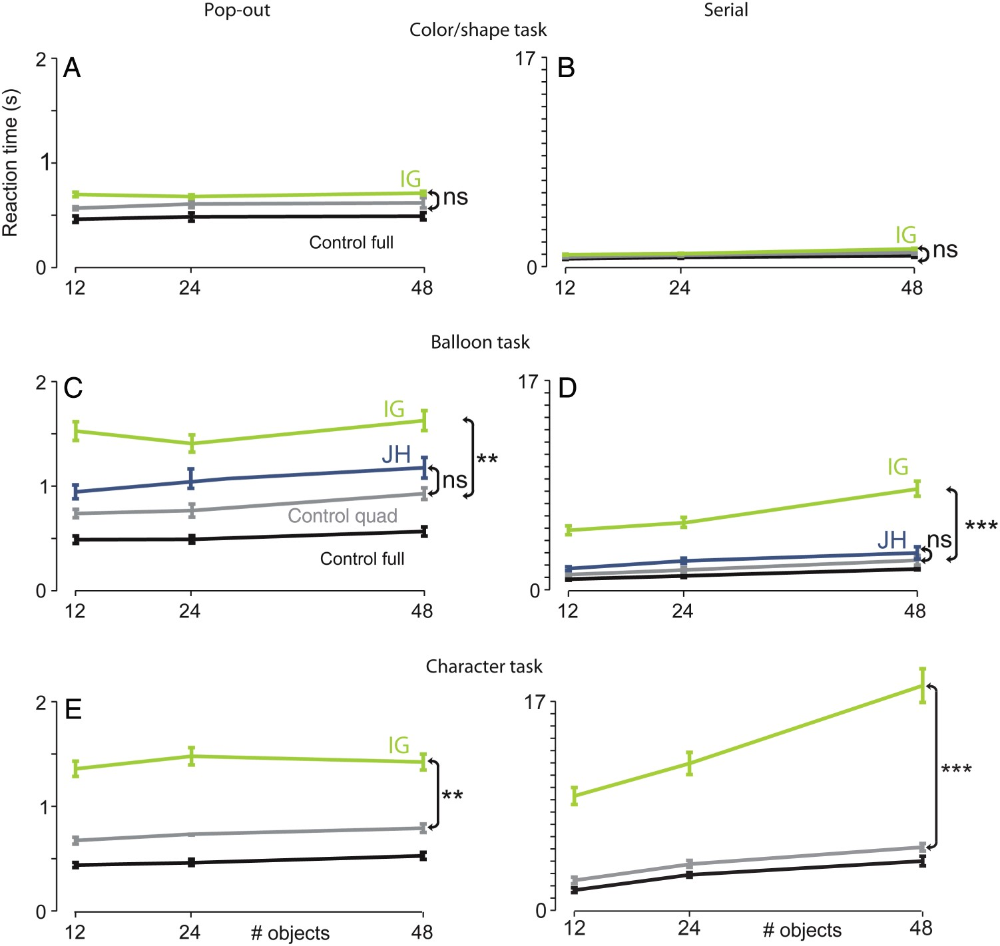 Pop-out
Serial
Color/shape task
Reaction time (s)
2
1
0
A
IG
ns
Control full
12
24
48
17
0
B
IG
ns
12
24
48
Balloon task
2
1
0
C
IG
JH
**
ns
Control quad
Control full
12
24
48
17
0
D
IG
JH
ns
***
12
24
48
Character task
2
1
0
E
IG
**
12
24
# objects
48
17
0
***
12
24
# objects
48